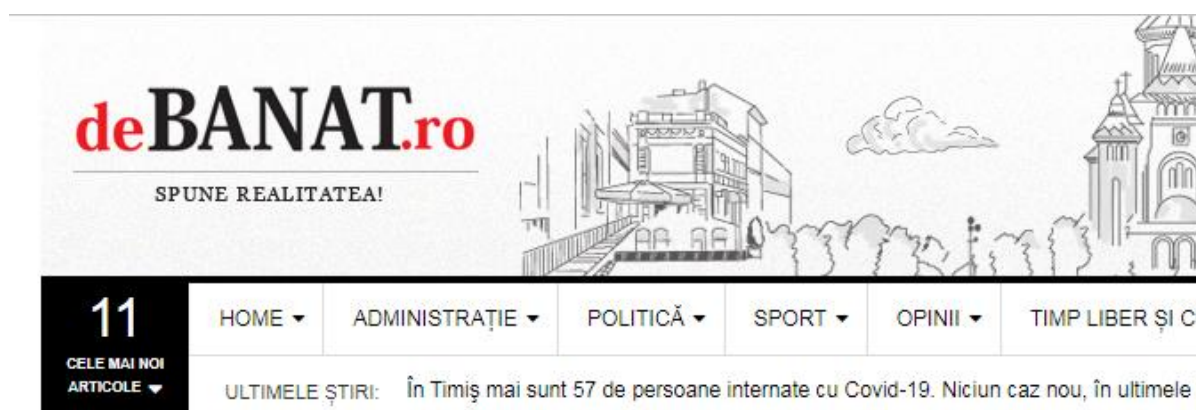 deBANAT.ro
SPUNE REALITATEA!
11
CELE MAI NOI
ARTICOLE
HOME
ADMINISTRAȚIE
POLITICĂ
SPORT
OPINII
TIMP LIBER ȘI C
ULTIMELE ȘTIRI: În Timiş mai sunt 57 de persoane internate cu Covid-19. Niciun caz nou, în ultimele